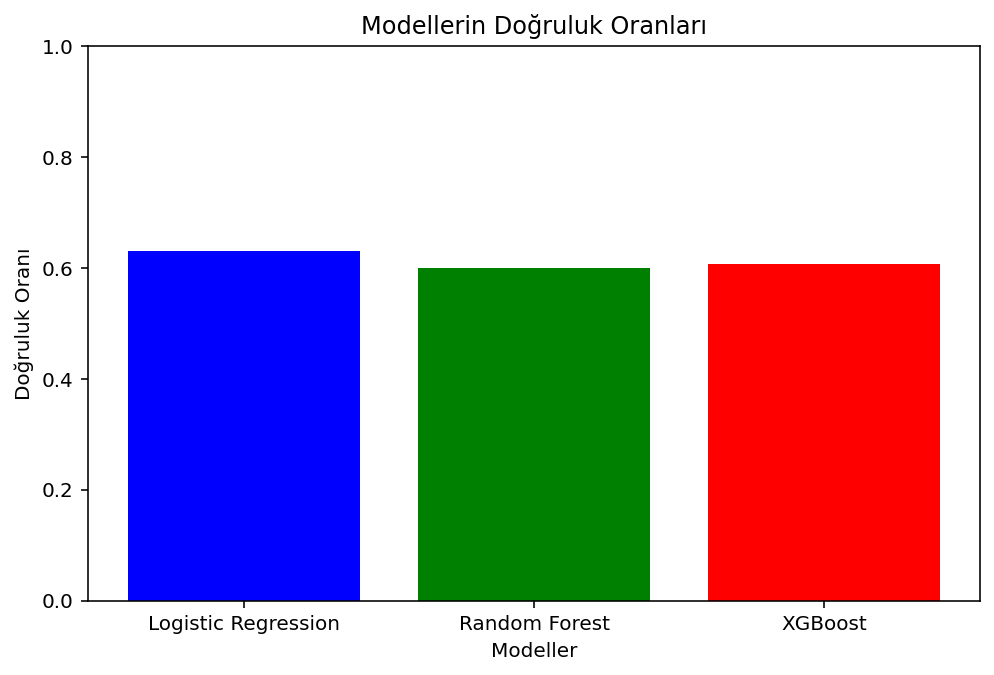 Modellerin Doğruluk Oranları
Doğruluk Oranı
1.0
0.8
0.6
0.4
0.2
0.0
Logistic Regression Random Forest XGBoost
Modeller